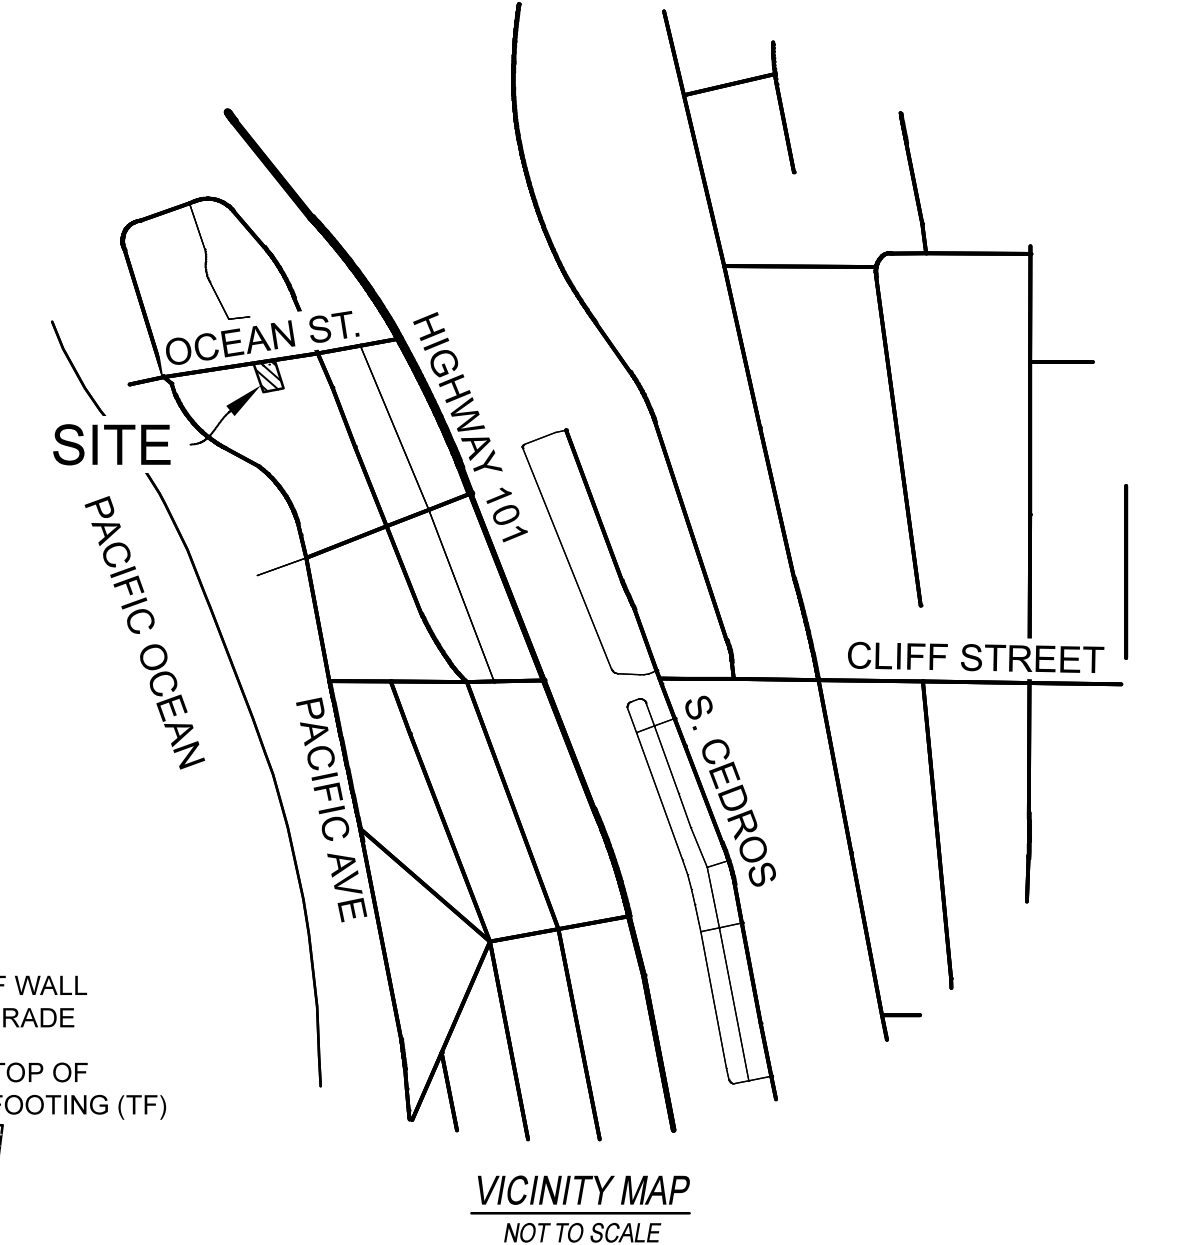 OCEAN ST.
HIGHWAY 101
SITE
PACIFIC OCEAN
CLIFF STREET
PACIFIC AVE
S. CEDROS
F WALL
RADE
TOP OF
FOOTING (TF)
VICINITY MAP
NOT TO SCALE